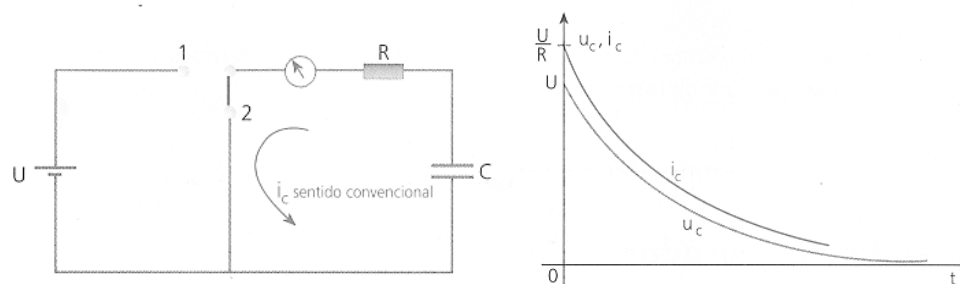 1
R
2
U
C
i_c sentido convencional
U
R
u_c, i_c
U
i_c
u_c
0
t